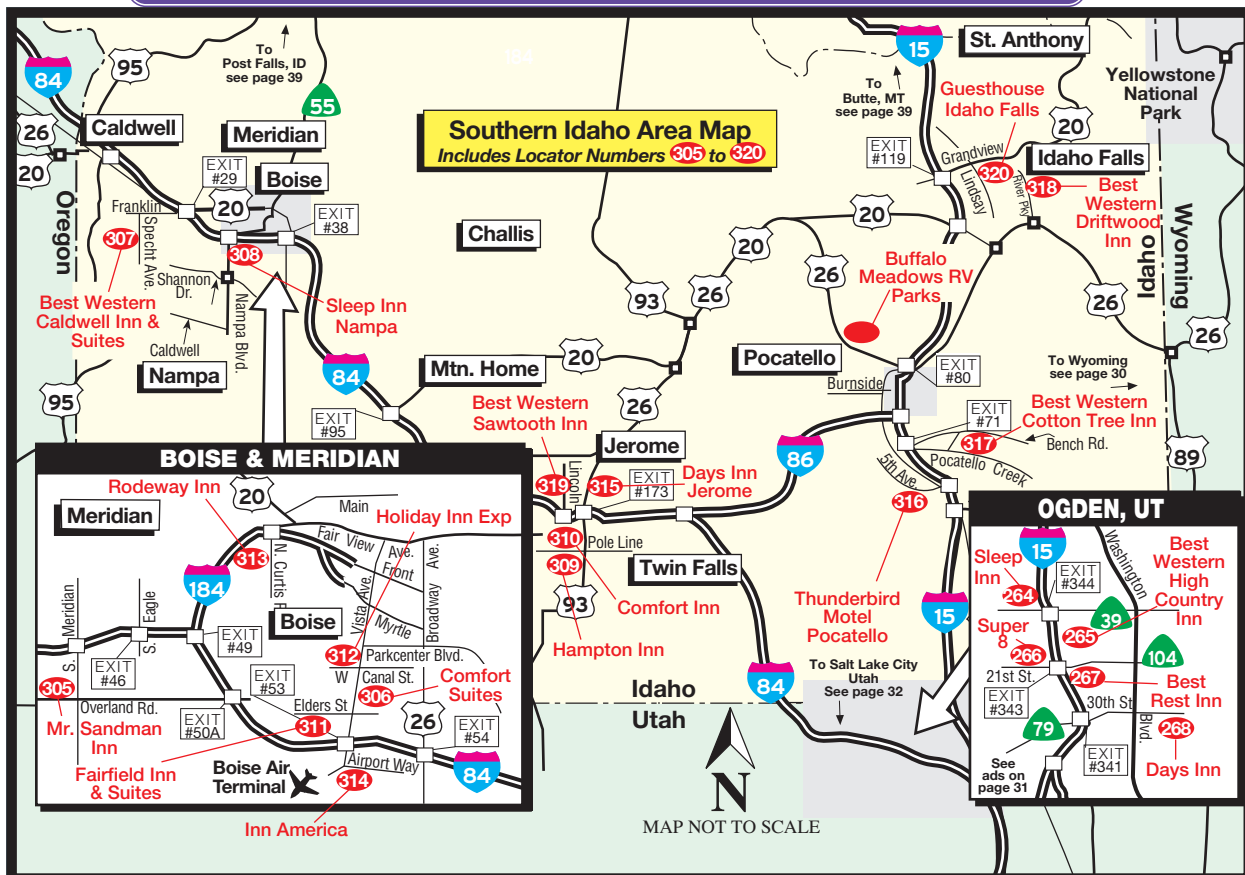 Southern Idaho Area Map
Includes Locator Numbers 305 to 320
84
95
26
20
Oregon
To
Post Falls, ID
see page 39
55
Caldwell
Meridian
Boise
EXIT
#29
20
EXIT
#38
Franklin
Specht Ave.
307
Best Western
Caldwell Inn &
Suites
308
Sleep Inn
Nampa
Shannon
Dr.
Nampa Blvd.
Caldwell
Nampa
95
84
EXIT
#95
Mtn. Home
Challis
20
93
26
20
26
20
26
15
To
Butte, MT
see page 39
St. Anthony
Yellowstone
National
Park
Guesthouse
Idaho Falls
20
EXIT
#119
Grandview
320
Lindsay
River Pky
Idaho Falls
318
Best
Western
Driftwood
Inn
Idaho
Wyoming
26
26
89
Buffalo
Meadows RV
Parks
Pocatello
EXIT
#80
Burnside
To Wyoming
see page 30
EXIT
#71
Best Western
Cotton Tree Inn
317
Bench Rd.
Pocatello Creek
5th Ave.
316
Thunderbird
Motel
Pocatello
86
15
Best Western
Sawtooth Inn
319
Lincoln
Jerome
315
EXIT
#173
Days Inn
Jerome
310
Pole Line
309
93
Twin Falls
Comfort Inn
Hampton Inn
Idaho
Utah
84
To Salt Lake City
Utah
See page 32
N
MAP NOT TO SCALE
BOISE & MERIDIAN
Rodeway Inn
20
Main
Meridian
313
N. Curtis R
Fair View
Ave.
Front
Myrtle
Holiday Inn Exp
Vista Ave.
Broadway Ave.
184
Boise
S. Meridian
S. Eagle
EXIT
#46
EXIT
#49
312
Parkcenter Blvd.
W Canal St.
306
Comfort
Suites
305
Overland Rd.
Mr. Sandman
Inn
EXIT
#50A
EXIT
#53
Elders St
311
Fairfield Inn
& Suites
26
EXIT
#54
84
Airport Way
Boise Air
Terminal
314
Inn America
OGDEN, UT
15
Washington
Blvd.
Sleep
Inn
264
EXIT
#344
39
Best
Western
High
Country
Inn
265
Super
8
266
104
21st St.
267
Best
Rest Inn
EXIT
#343
30th St
79
268
Days Inn
EXIT
#341
See
ads on
page 31